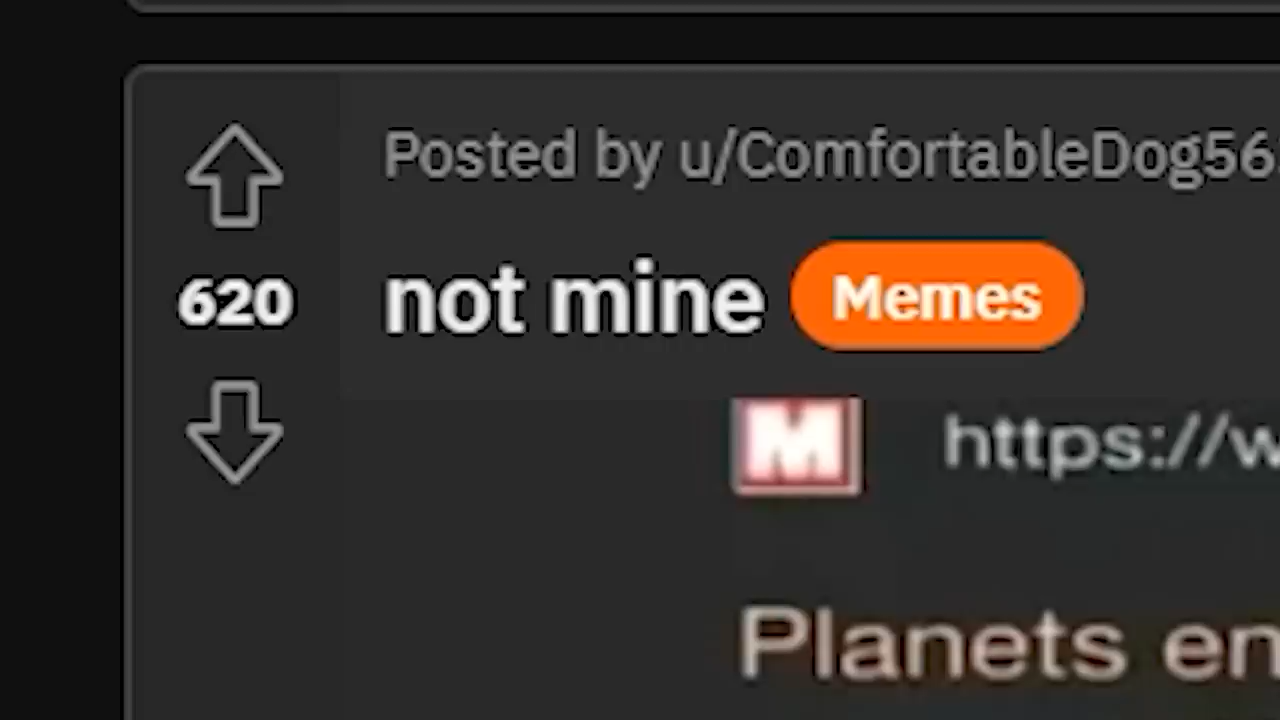 Posted by u/ComfortableDog56
620
not mine
Memes
M
https://w
Planets en